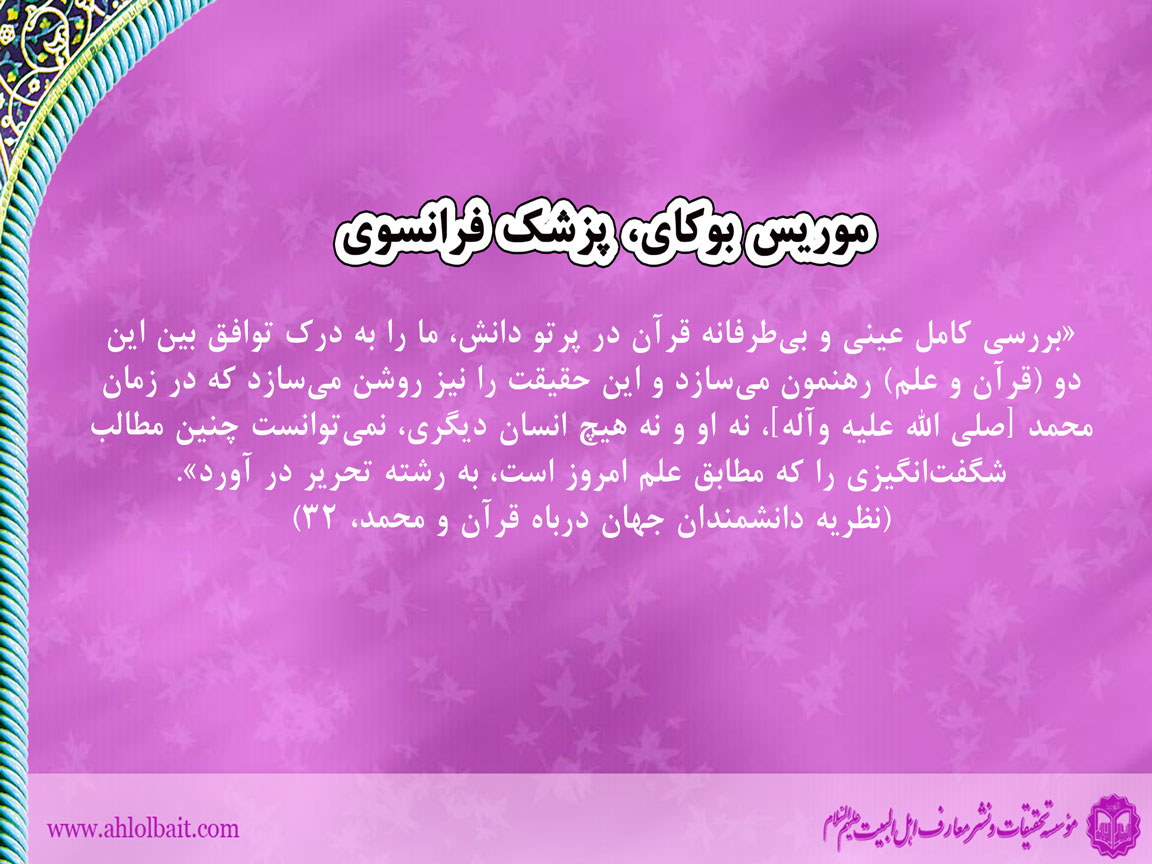 موریس بوکای، پزشک فرانسوی
«بررسی کامل عینی و بی‌طرفانه قرآن در پرتو دانش، ما را به درک توافق بین این
دو (قرآن و علم) رهنمون می‌سازد و این حقیقت را نیز روشن می‌سازد که در زمان
محمد [صلی الله علیه وآله]، نه او و نه هیچ انسان دیگری، نمی‌توانست چنین مطالب
شگفت‌انگیزی را که مطابق علم امروز است، به رشته تحریر در آورد».
(نظریه دانشمندان جهان درباه قرآن و محمد، ۳۲)
مؤسسه تحقیقات و نشر معارف اهل البیت علیهم السلام
www.ahlolbait.com